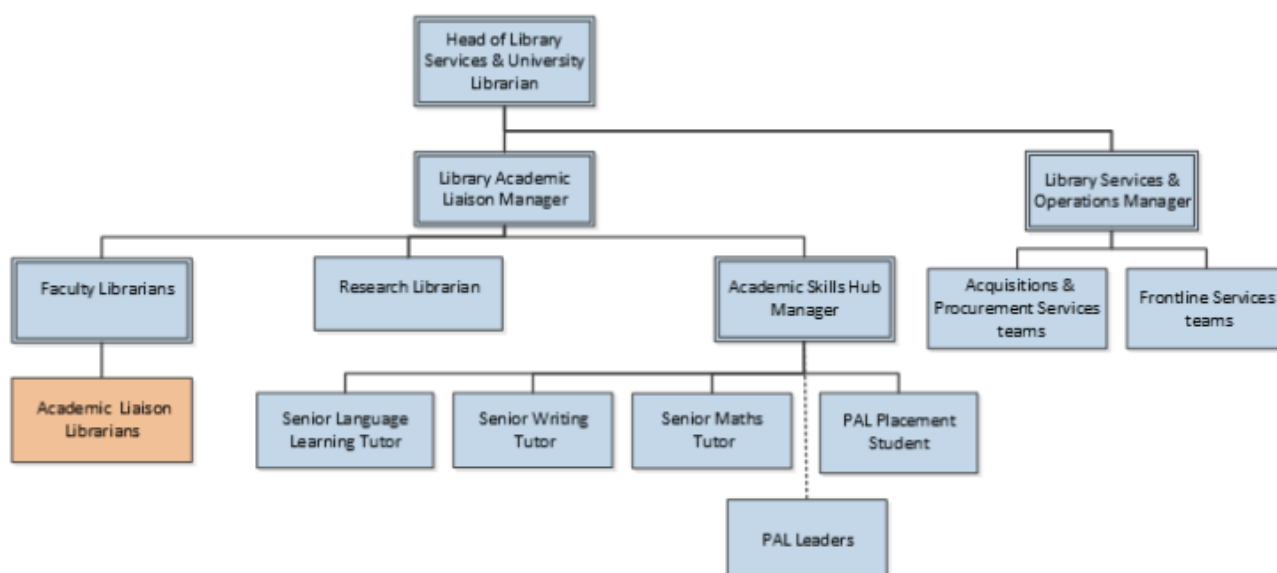 Head of Library
Services & University
Librarian
Library Academic
Liaison Manager
Library Services &
Operations Manager
Faculty Librarians
Research Librarian
Academic Skills Hub
Manager
Acquisitions &
Procurement Services
teams
Frontline Services
teams
Academic Liaison
Librarians
Senior Language
Learning Tutor
Senior Writing
Tutor
Senior Maths
Tutor
PAL Placement
Student
PAL Leaders